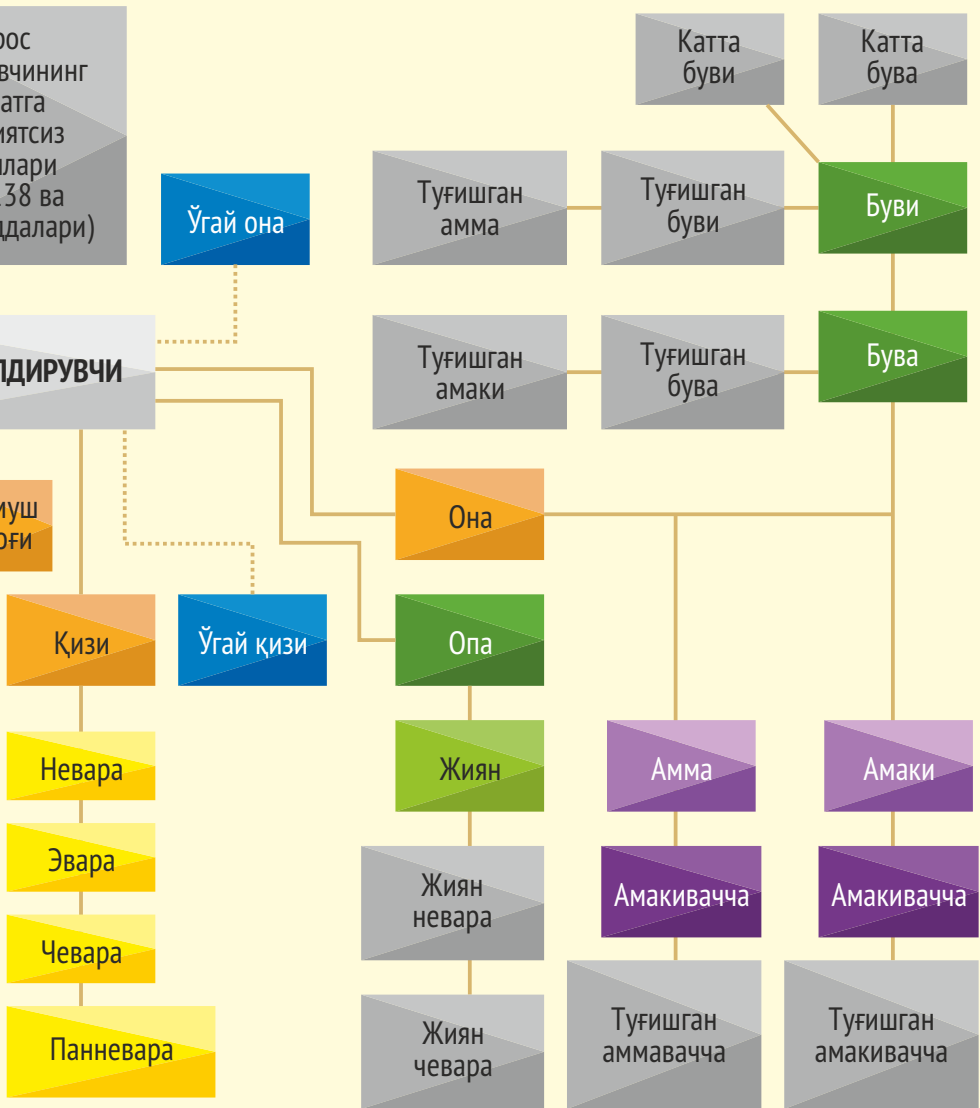 Катта
буви
Катта
бува
Туғишган
амма
Туғишган
буви
Буви
Ўгай она
Туғишган
амаки
Туғишган
бува
Бува
Она
Қизи
Ўгай қизи
Опа
Невара
Жиян
Амма
Амаки
Эвара
Жиян
невара
Амакивачча
Амакивачча
Чевара
Панневара
Жиян
чевара
Туғишган
аммавачча
Туғишган
амакивачча